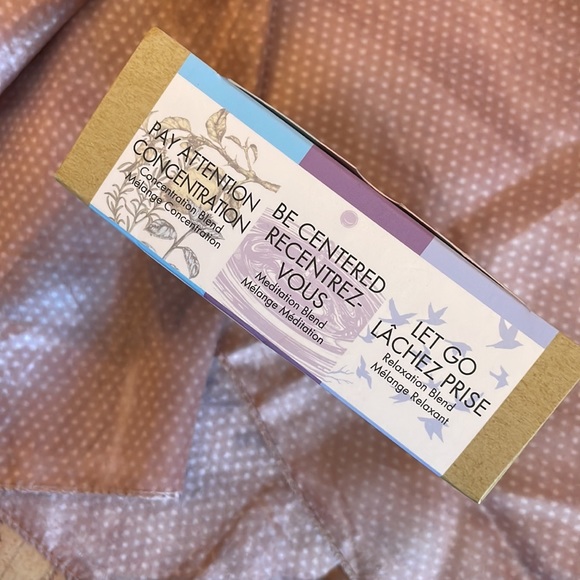 PAY ATTENTION
CONCENTRATION
Concentration Blend
Mélange Concentration
BE CENTERED
RECENTREZ-
VOUS
Meditation Blend
Mélange Méditation
LET GO
LÂCHEZ PRISE
Relaxation Blend
Mélange Relaxant